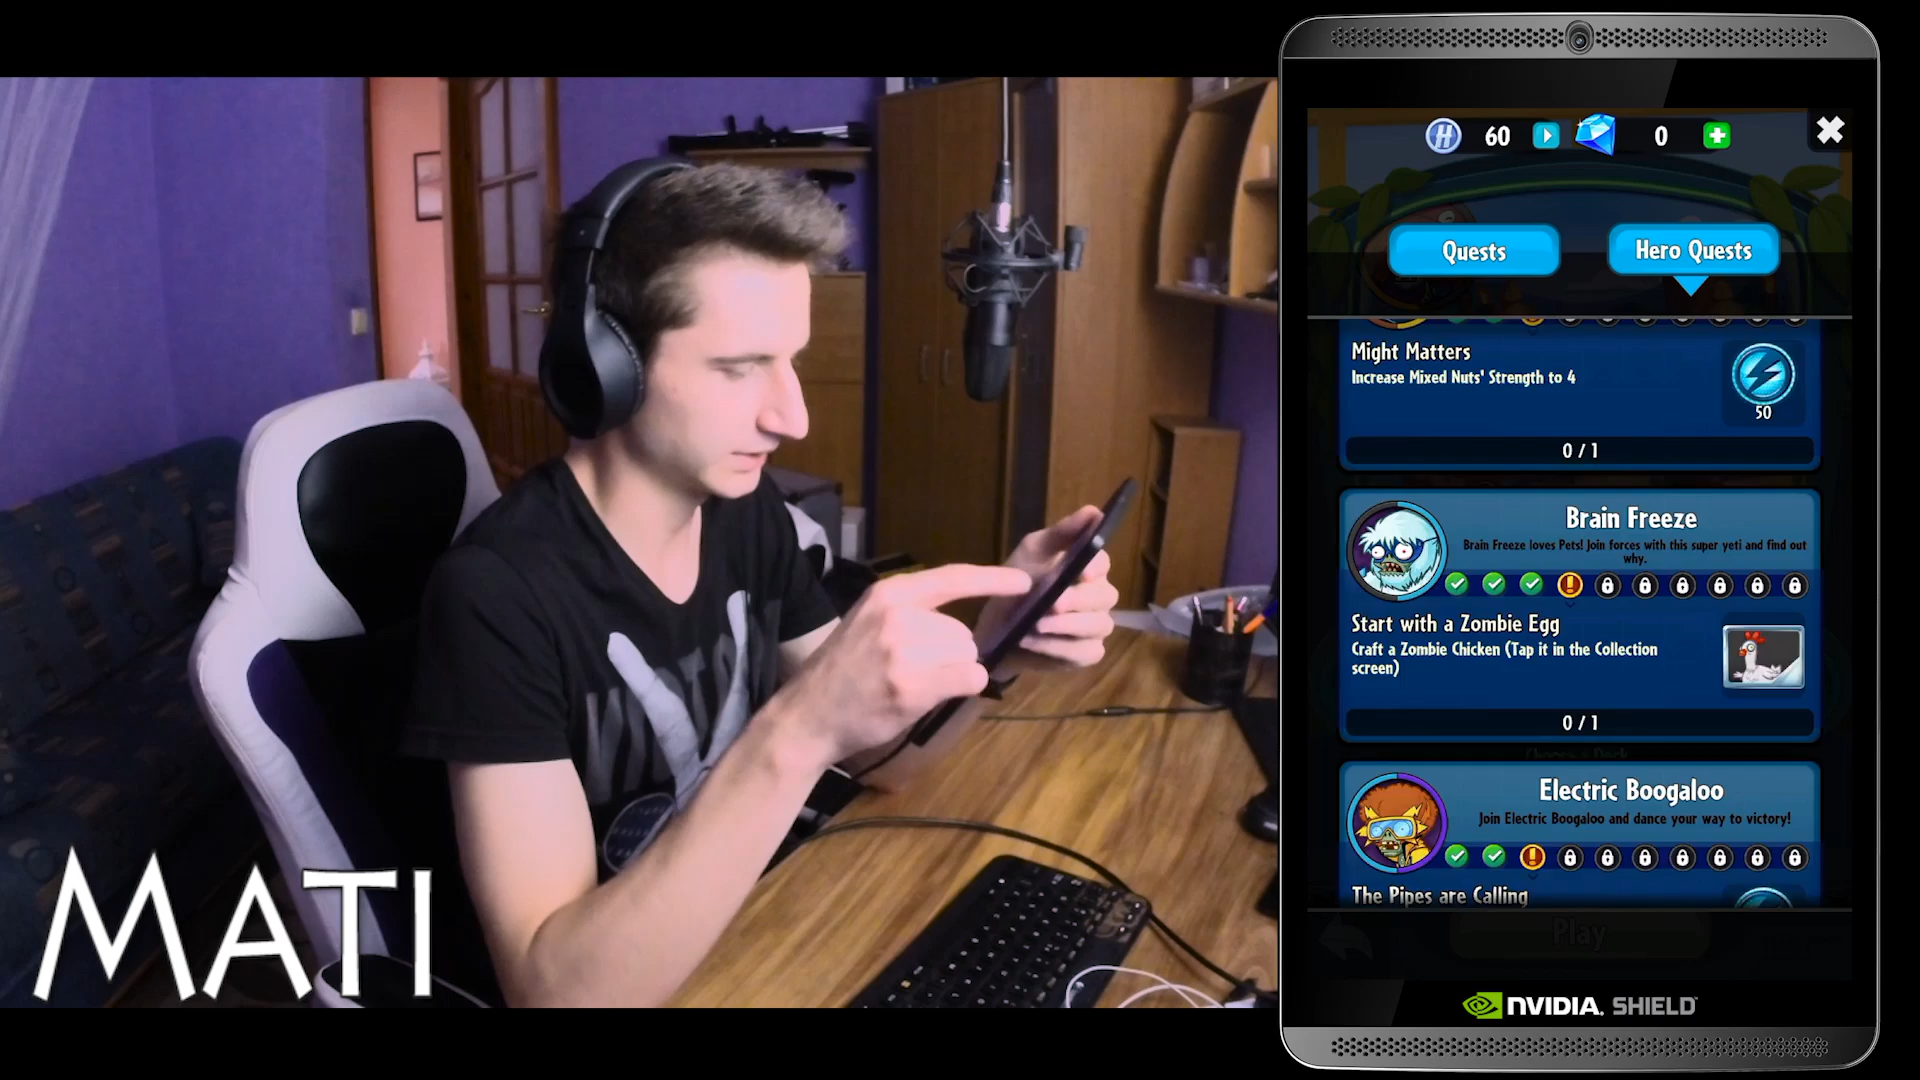 H 60 0
Quests Hero Quests
Might Matters
Increase Mixed Nuts' Strength to 4
50
0 / 1
Brain Freeze
Brain Freeze loves Pets! Join forces with this super yeti and find out
why.
Start with a Zombie Egg
Craft a Zombie Chicken (Tap it in the Collection
screen)
0 / 1
Electric Boogaloo
Join Electric Boogaloo and dance your way to victory!
The Pipes are Calling
Play
NVIDIA. SHIELD
MATI